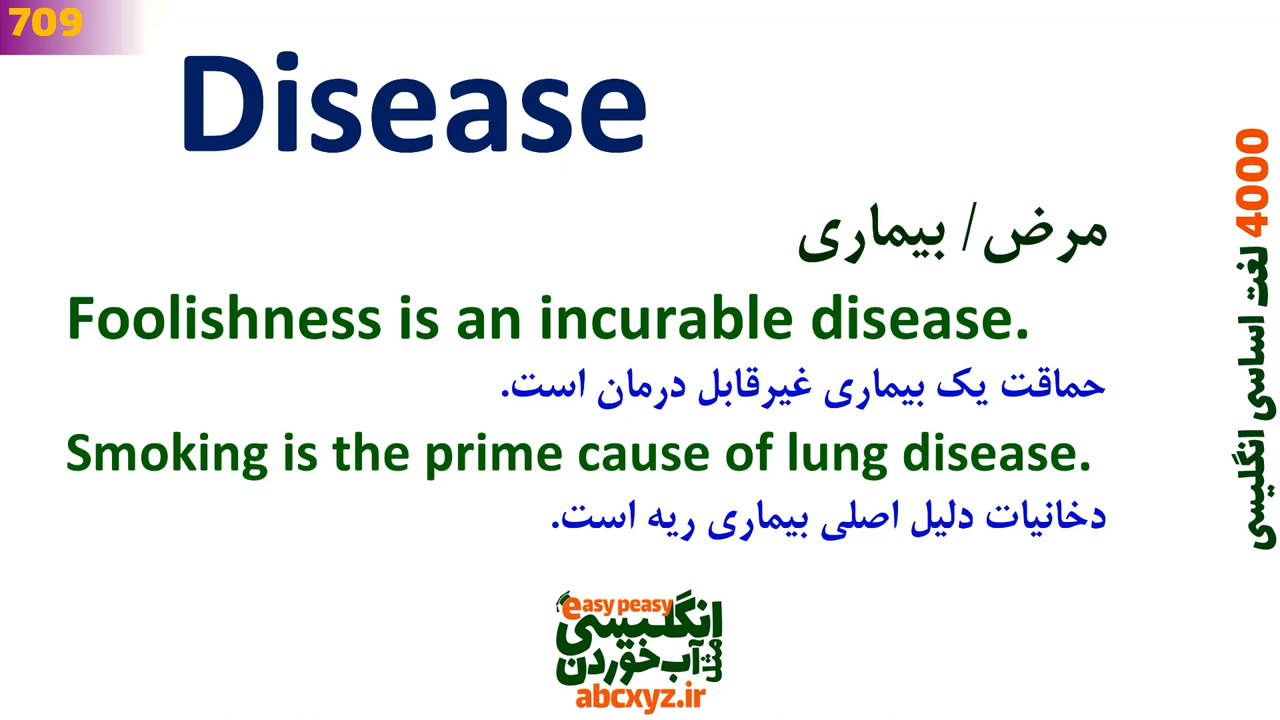 709
Disease
مرض/ بیماری
Foolishness is an incurable disease.
حماقت یک بیماری غیرقابل درمان است.
Smoking is the prime cause of lung disease.
دخانیات دلیل اصلی بیماری ریه است.
4000 لغت اساسی انگلیسی
easy peasy
انگلیسی
مثل آب خوردن
abcxyz.ir